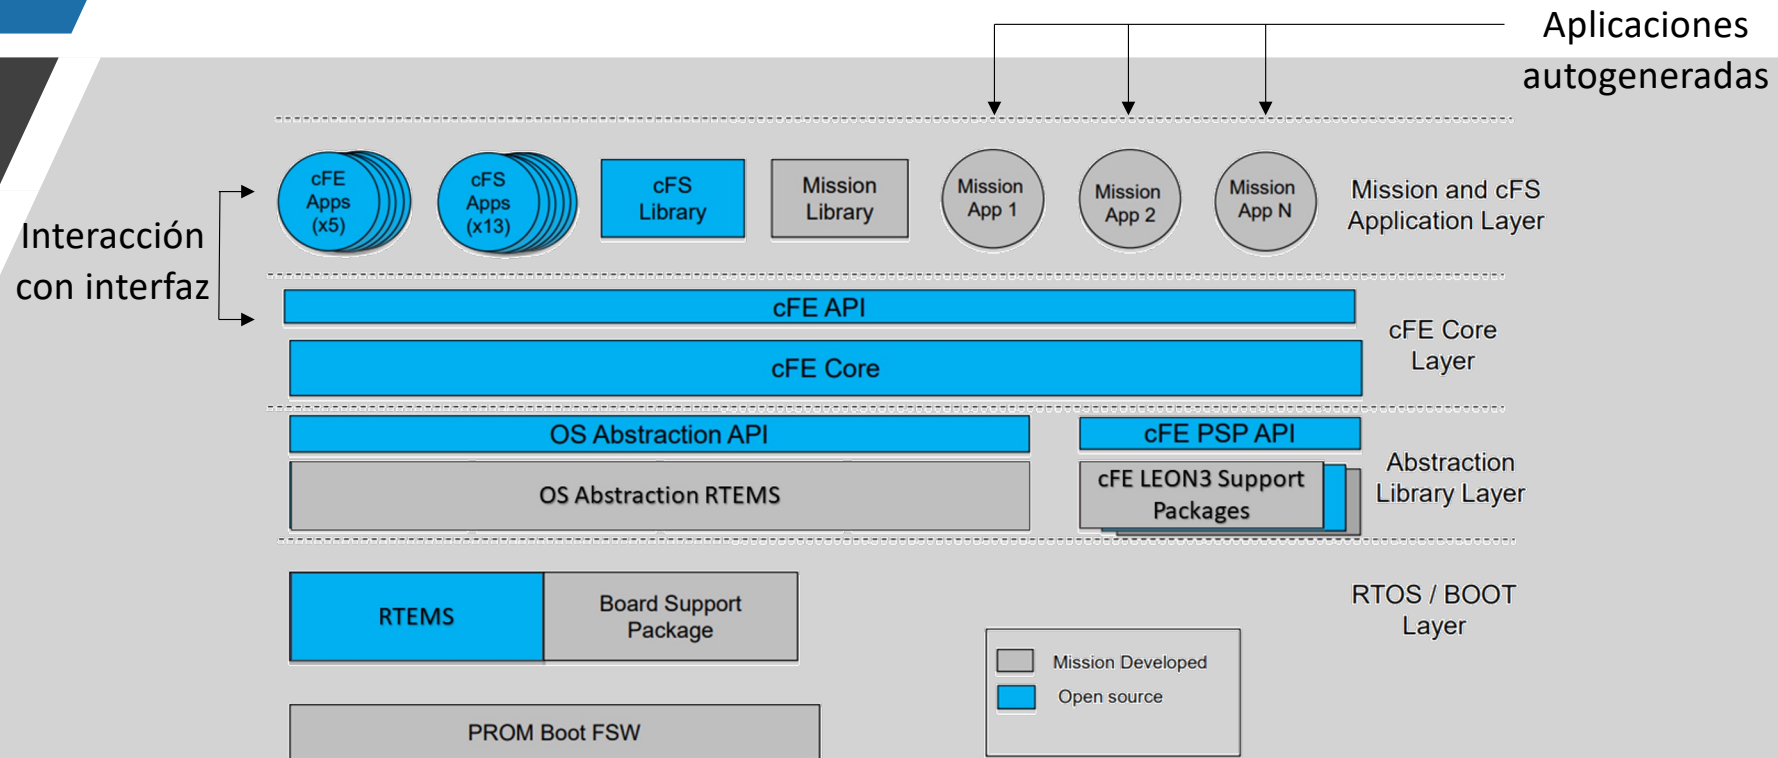 Aplicaciones
autogeneradas
Interacción
con interfaz
cFE
Apps
(x5)
cFS
Apps
(x13)
cFS
Library
Mission
Library
Mission
App 1
Mission
App 2
Mission
App N
Mission and cFS
Application Layer
cFE API
cFE Core
cFE Core
Layer
OS Abstraction API
cFE PSP API
OS Abstraction RTEMS
cFE LEON3 Support
Packages
Abstraction
Library Layer
RTEMS
Board Support
Package
RTOS / BOOT
Layer
PROM Boot FSW
Mission Developed
Open source